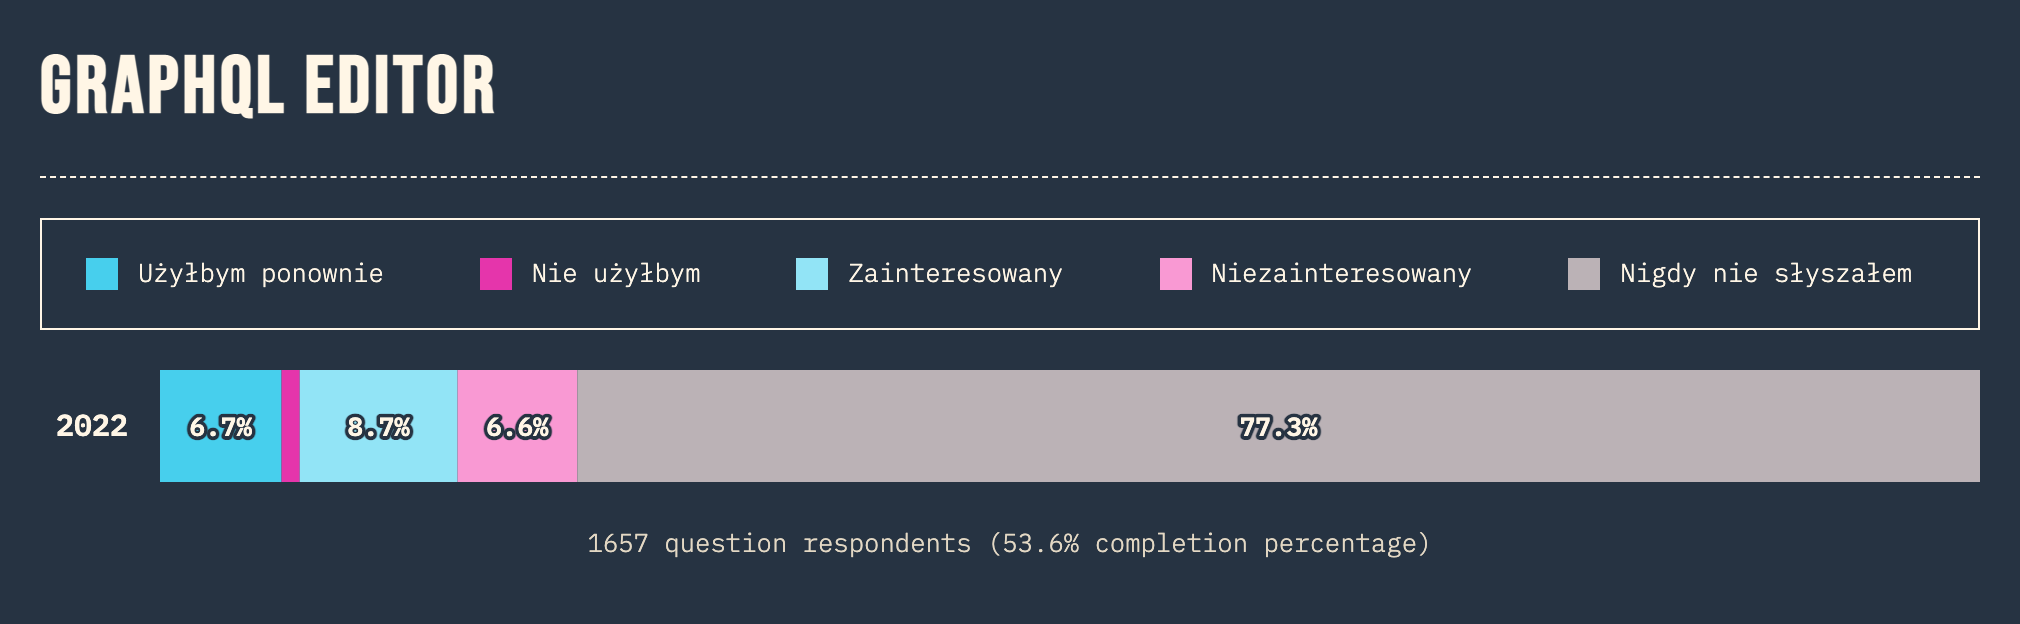 GRAPHQL EDITOR
Użyłbym ponownie Nie użyłbym Zainteresowany Niezainteresowany Nigdy nie słyszałem
2022 6.7% 8.7% 6.6% 77.3%
1657 question respondents (53.6% completion percentage)